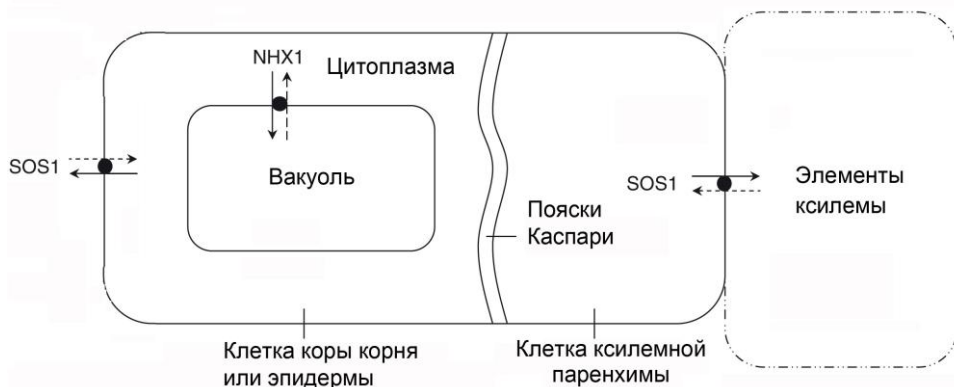 NHX1
Цитоплазма
SOS1
Вакуоль
SOS1
Элементы
ксилемы
Пояски
Каспари
Клетка коры корня
или эпидермы
Клетка ксилемной
паренхимы